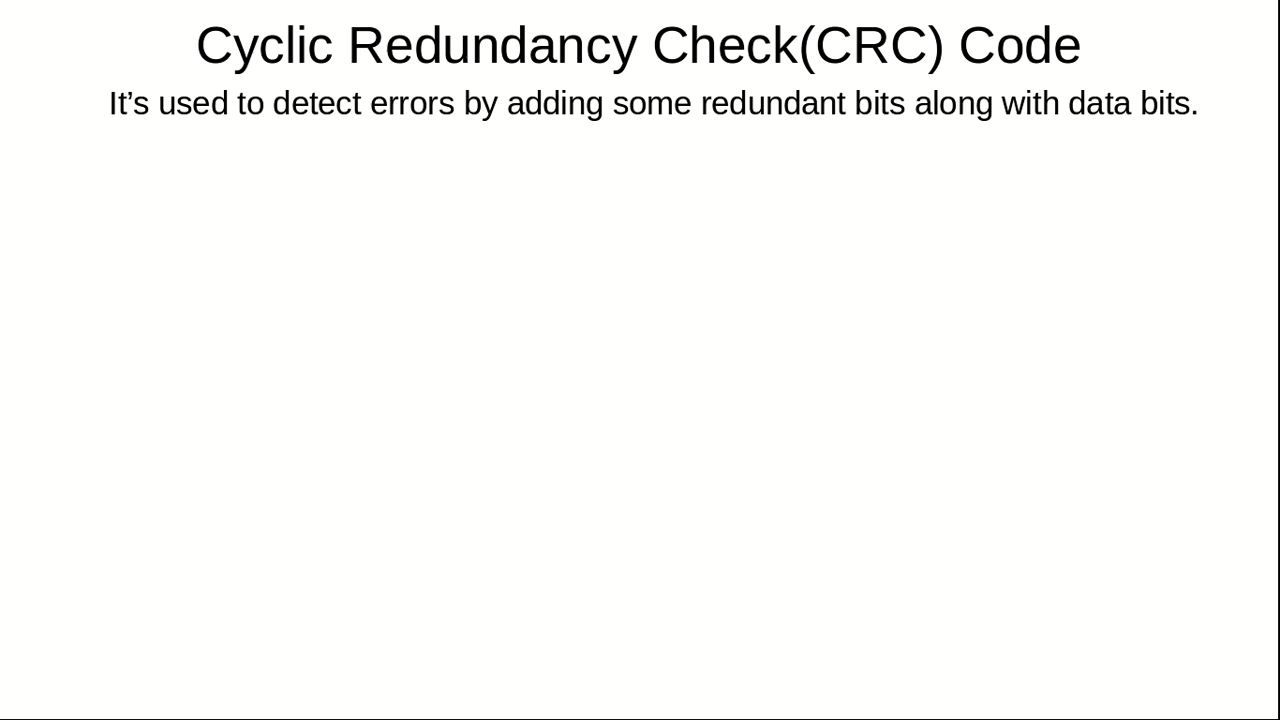 Cyclic Redundancy Check(CRC) Code
It’s used to detect errors by adding some redundant bits along with data bits.